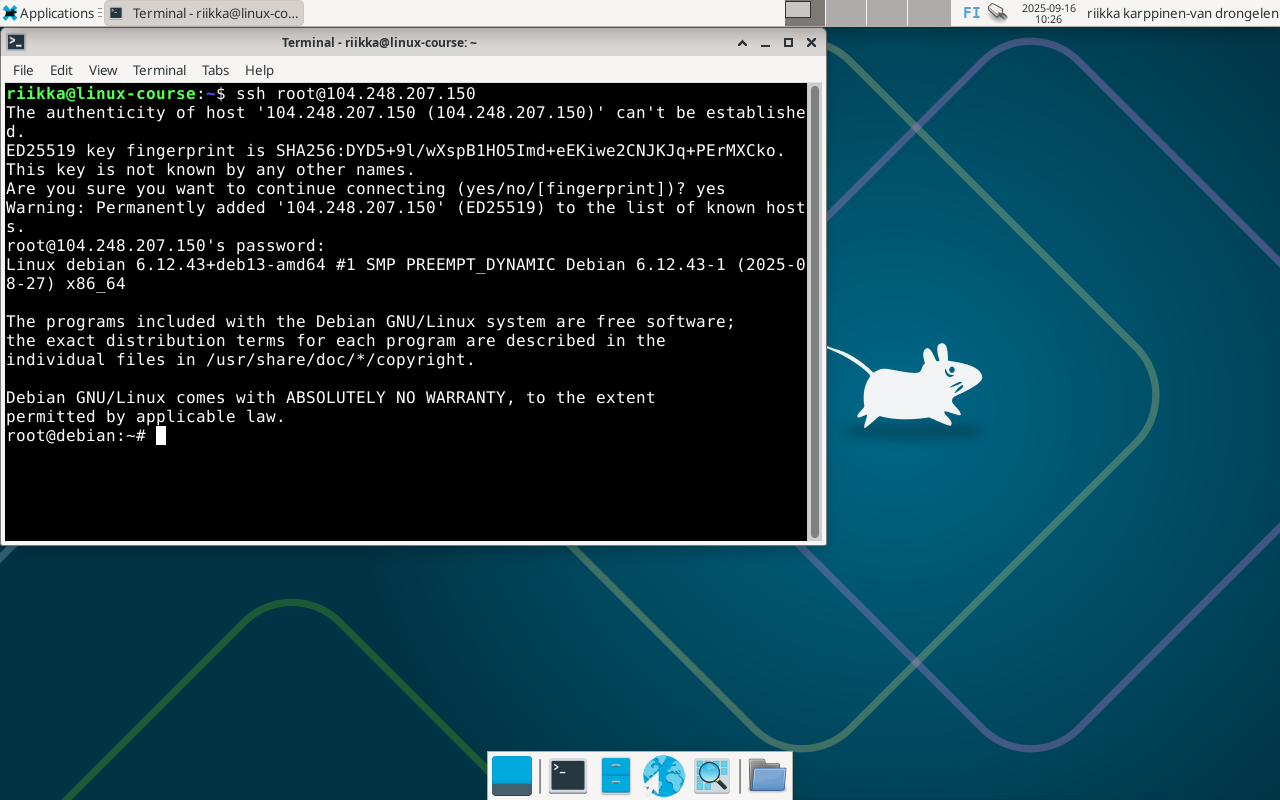 Applications
Terminal - riikka@linux-co...
FI
2025-09-16
10:26
riikka karppinen-van drongelen
Terminal - riikka@linux-course: ~
File Edit View Terminal Tabs Help
riikka@linux-course:~$ ssh root@104.248.207.150
The authenticity of host '104.248.207.150 (104.248.207.150)' can't be establishe
d.
ED25519 key fingerprint is SHA256:DYD5+9l/wXspB1HO5Imd+eEKiwe2CNJKJq+PErMXCko.
This key is not known by any other names.
Are you sure you want to continue connecting (yes/no/[fingerprint])? yes
Warning: Permanently added '104.248.207.150' (ED25519) to the list of known host
s.
root@104.248.207.150's password:
Linux debian 6.12.43+deb13-amd64 #1 SMP PREEMPT_DYNAMIC Debian 6.12.43-1 (2025-0
8-27) x86_64
The programs included with the Debian GNU/Linux system are free software;
the exact distribution terms for each program are described in the
individual files in /usr/share/doc/*/copyright.
Debian GNU/Linux comes with ABSOLUTELY NO WARRANTY, to the extent
permitted by applicable law.
root@debian:~#